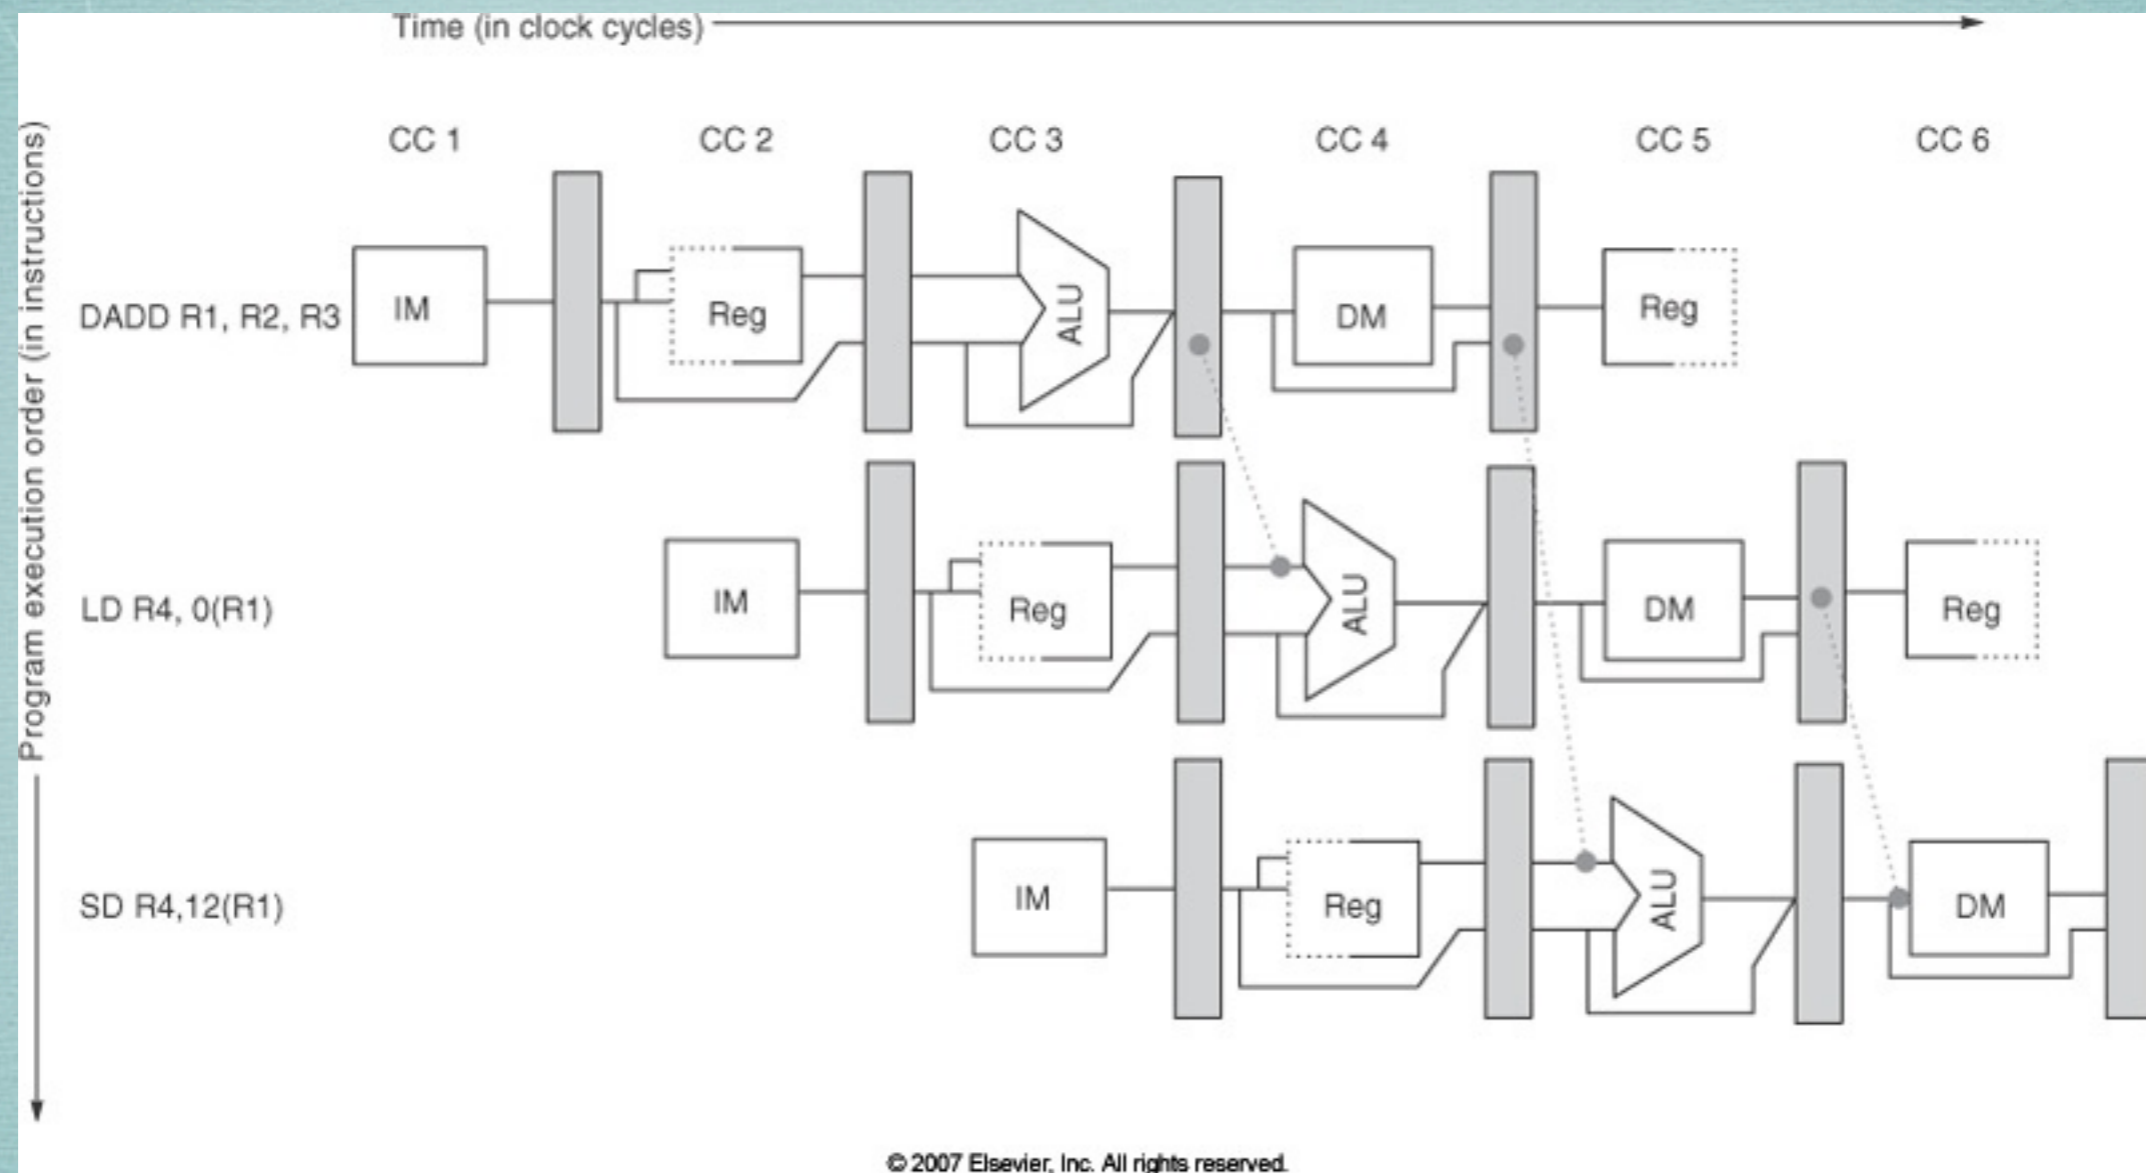 Time (in clock cycles)
Program execution order (in instructions)
CC 1 CC 2 CC 3 CC 4 CC 5 CC 6
DADD R1, R2, R3 IM Reg ALU DM Reg
LD R4, 0(R1) IM Reg ALU DM Reg
SD R4,12(R1) IM Reg ALU DM
© 2007 Elsevier, Inc. All rights reserved.